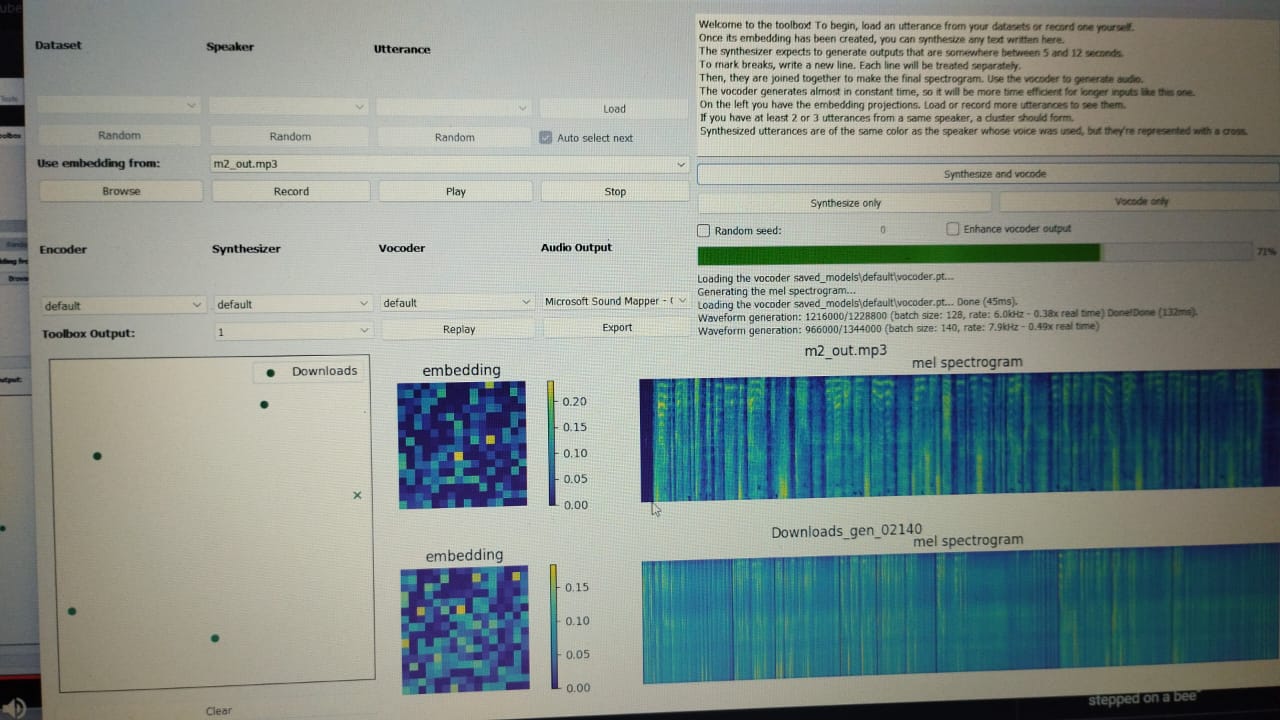 Dataset
Speaker
Utterance
Load
Random
Random
Random
Auto select next
Use embedding from:
m2_out.mp3
Browse
Record
Play
Stop
Encoder
Synthesizer
Vocoder
Audio Output
default
default
default
Microsoft Sound Mapper - (
Toolbox Output:
1
Replay
Export
Welcome to the toolbox! To begin, load an utterance from your datasets or record one yourself.
Once its embedding has been created, you can synthesize any text written here.
The synthesizer expects to generate outputs that are somewhere between 5 and 12 seconds.
To mark breaks, write a new line. Each line will be treated separately.
Then, they are joined together to make the final spectrogram. Use the vocoder to generate audio.
The vocoder generates almost in constant time, so it will be more time efficient for longer inputs like this one.
On the left you have the embedding projections. Load or record more utterances to see them.
If you have at least 2 or 3 utterances from a same speaker, a cluster should form.
Synthesized utterances are of the same color as the speaker whose voice was used, but they're represented with a cross.
Synthesize and vocode
Synthesize only
Vocode only
Random seed:
0
Enhance vocoder output
71%
Loading the vocoder saved_models\default\vocoder.pt...
Generating the mel spectrogram...
Loading the vocoder saved_models\default\vocoder.pt... Done (45ms).
Waveform generation: 1216000/1228800 (batch size: 128, rate: 6.0kHz - 0.38x real time) Done!Done (132ms).
Waveform generation: 966000/1344000 (batch size: 140, rate: 7.9kHz - 0.49x real time)
Downloads
embedding
0.20
0.15
0.10
0.05
0.00
m2_out.mp3
mel spectrogram
embedding
0.15
0.10
0.05
0.00
Downloads_gen_02140
mel spectrogram
Clear
stepped on a bee